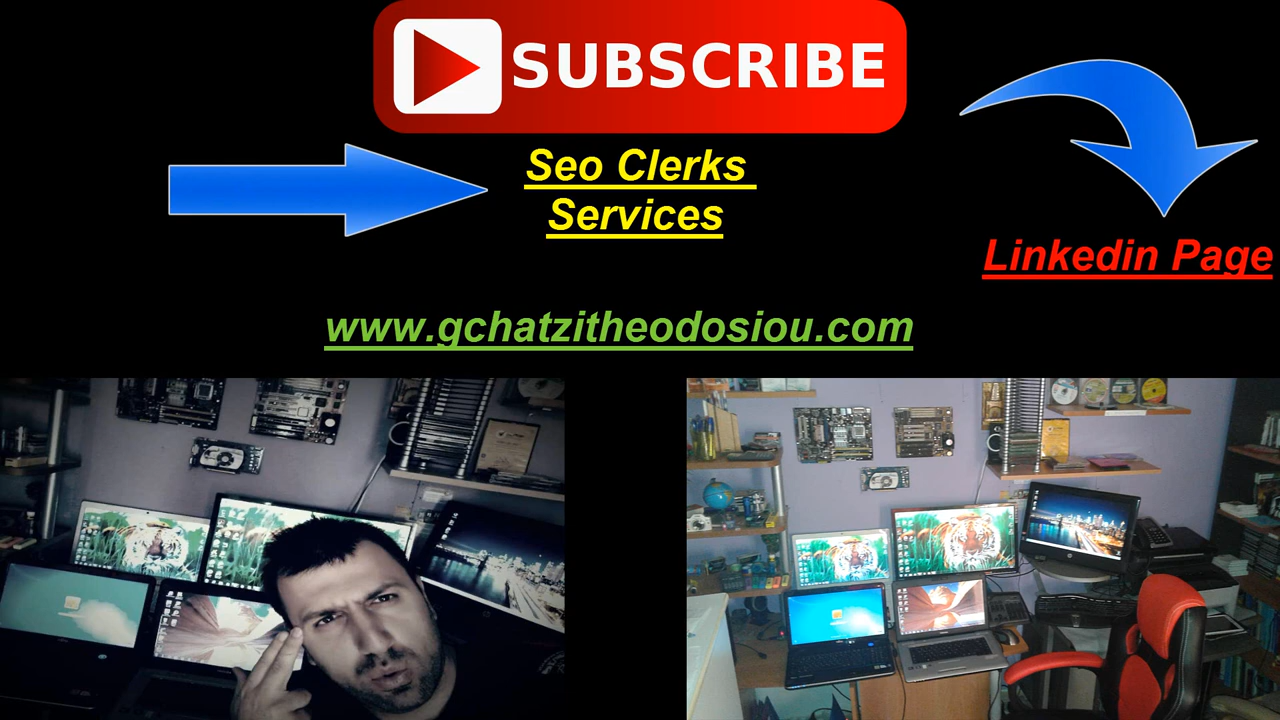 SUBSCRIBE
Seo Clerks
Services
Linkedin Page
www.gchatzitheodosiou.com